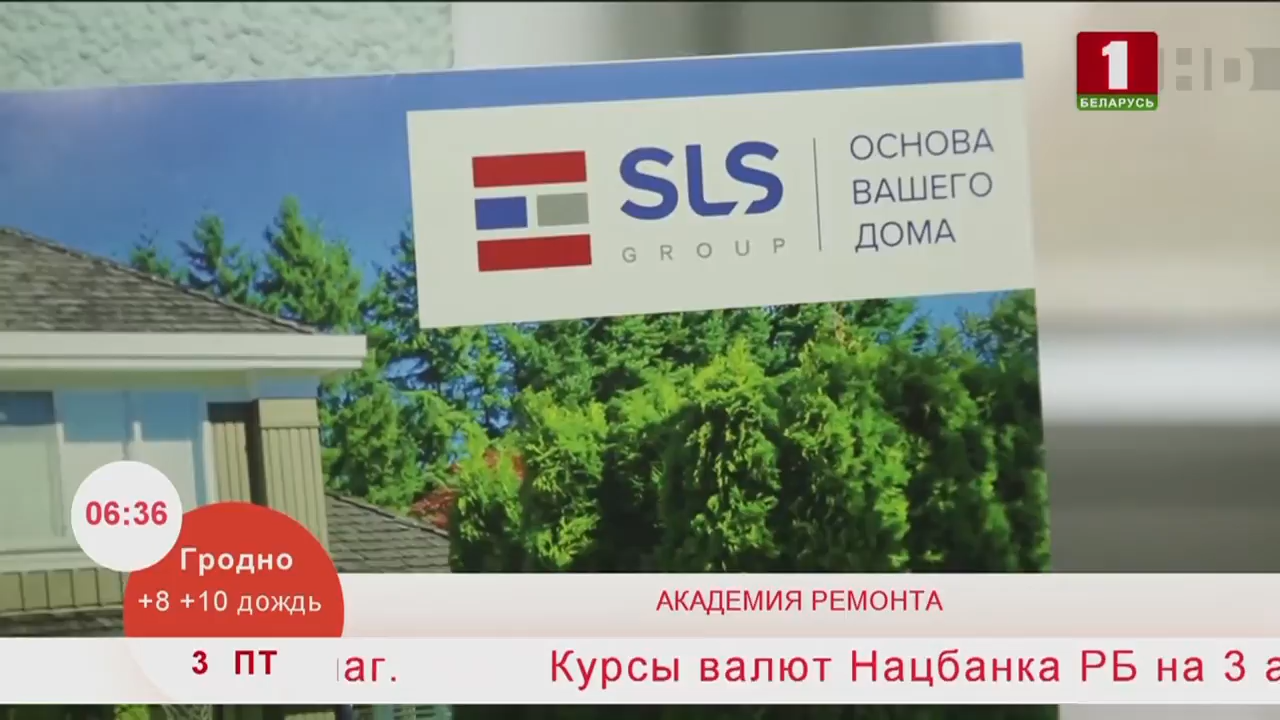 1
БЕЛАРУСЬ
HD
SLS
GROUP
ОСНОВА
ВАШЕГО
ДОМА
06:36
Гродно
+8 +10 дождь
АКАДЕМИЯ РЕМОНТА
3 ПТ
Курсы валют Нацбанка РБ на 3